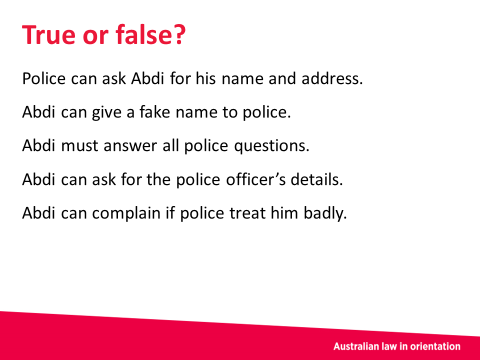 True or false?
Police can ask Abdi for his name and address.
Abdi can give a fake name to police.
Abdi must answer all police questions.
Abdi can ask for the police officer’s details.
Abdi can complain if police treat him badly.
Australian law in orientation